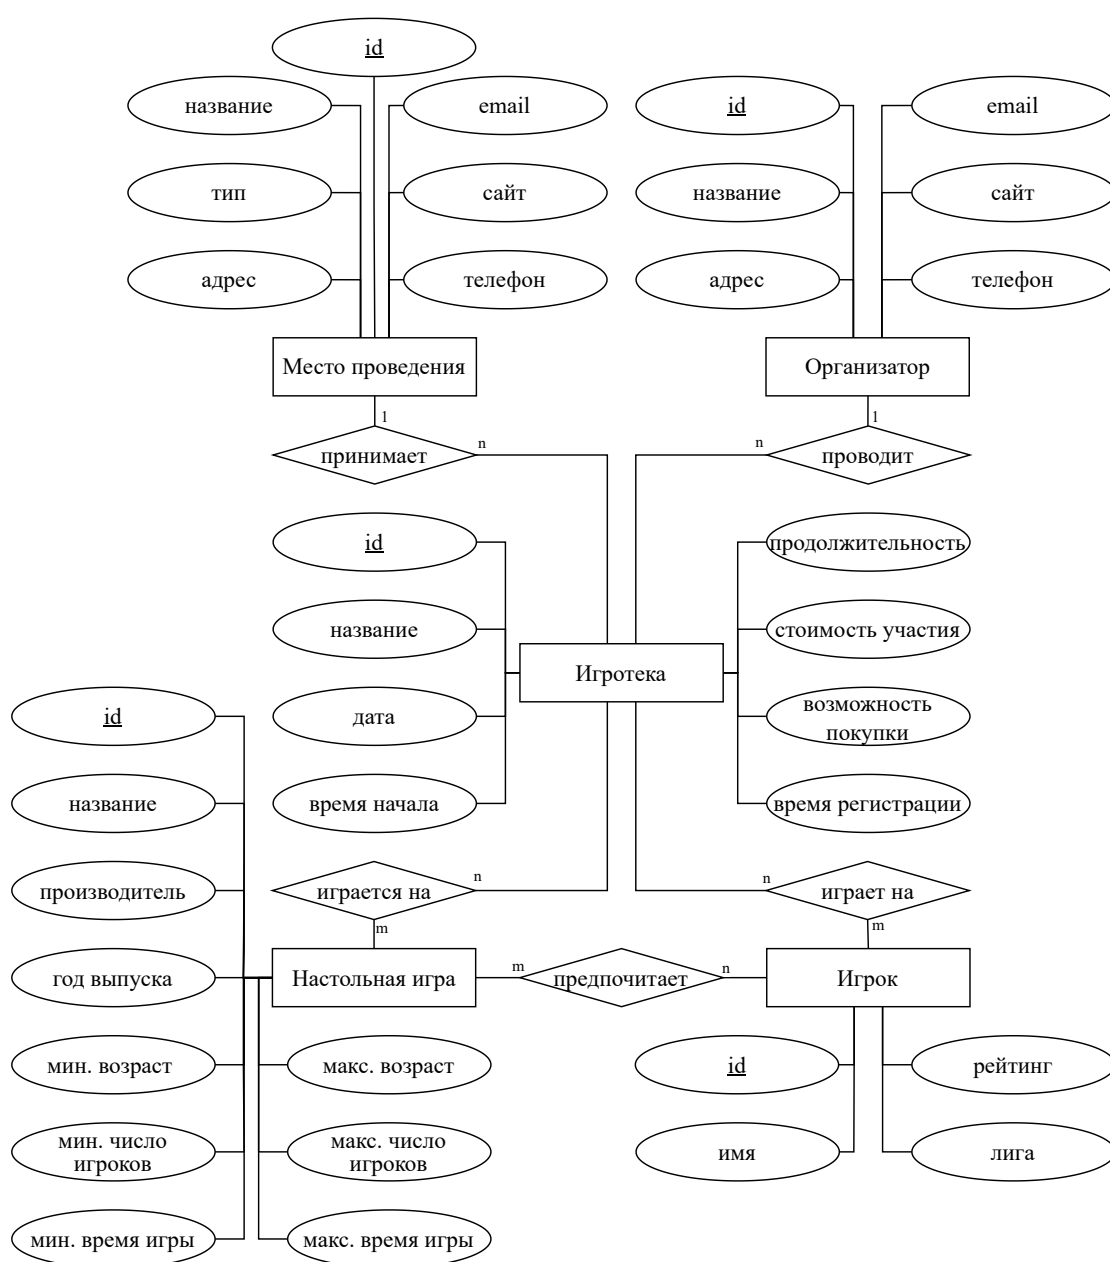 id
название
email
id
email
тип
сайт
название
сайт
адрес
телефон
адрес
телефон
Место проведения
Организатор
1
1
принимает
n
n
проводит
id
продолжительность
название
стоимость участия
Игротека
id
дата
возможность
покупки
название
время начала
время регистрации
производитель
играется на
n
n
играет на
m
m
год выпуска
Настольная игра
m
предпочитает
n
Игрок
мин. возраст
макс. возраст
id
рейтинг
мин. число
игроков
макс. число
игроков
имя
лига
мин. время игры
макс. время игры